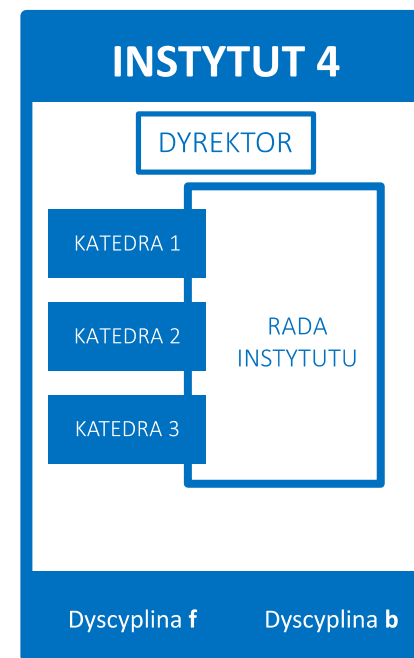 INSTYTUT 4
DYREKTOR
KATEDRA 1
KATEDRA 2
KATEDRA 3
RADA
INSTYTUTU
Dyscyplina f
Dyscyplina b